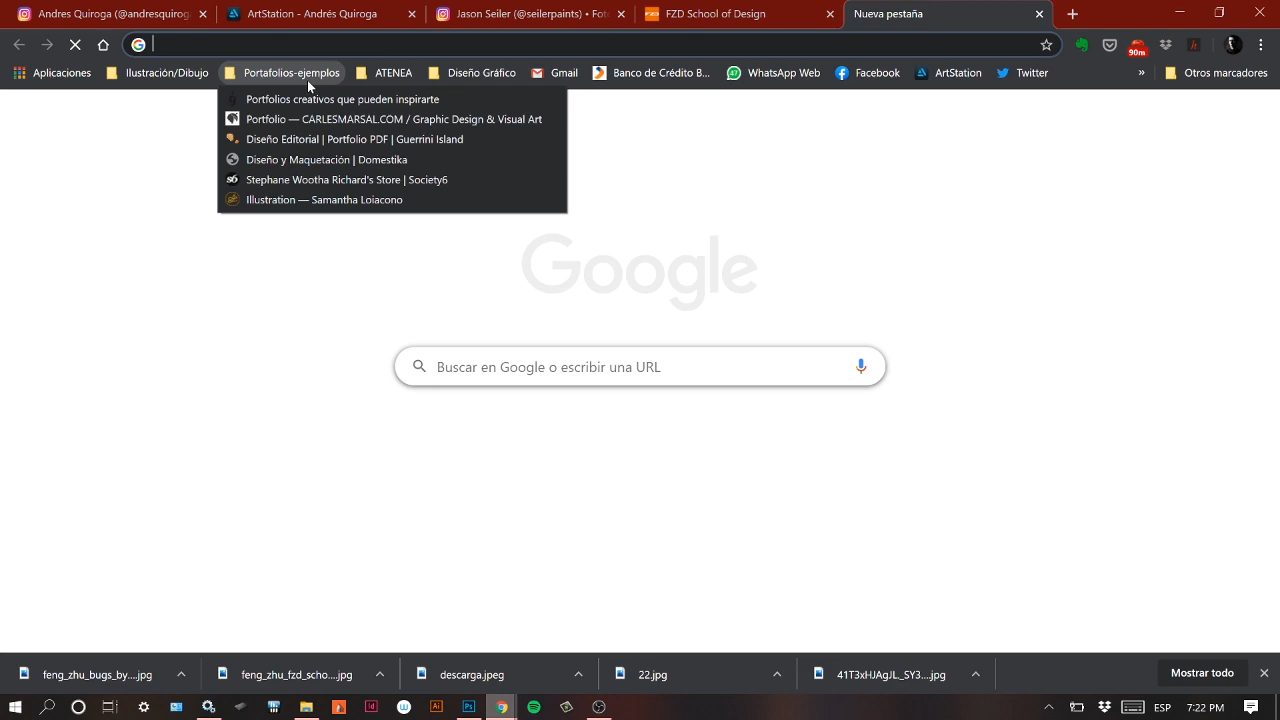 Andres Quiroga (@andresquirog
ArtStation - Andrés Quiroga
Jason Seiler (@seilerpaints) • Fot
FZD School of Design
Nueva pestaña
90m
Aplicaciones
Ilustración/Dibujo
Portafolios-ejemplos
ATENEA
Diseño Gráfico
Gmail
Banco de Crédito B...
47
WhatsApp Web
Facebook
ArtStation
Twitter
»
Otros marcadores
Portfolios creativos que pueden inspirarte
Portfolio — CARLESMARSAL.COM / Graphic Design & Visual Art
Diseño Editorial | Portfolio PDF | Guerrini Island
Diseño y Maquetación | Domestika
Stephane Wootha Richard's Store | Society6
Illustration — Samantha Loiacono
Google
Buscar en Google o escribir una URL
feng_zhu_bugs_by....jpg
feng_zhu_fzd_scho....jpg
descarga.jpeg
22.jpg
41T3xHJAgJL._SY3....jpg
Mostrar todo
ESP
7:22 PM